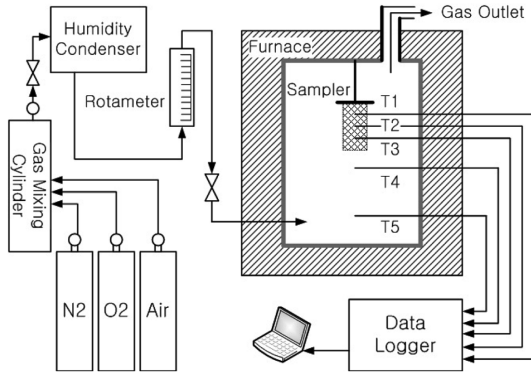 Humidity
Condenser
Rotameter
Gas Mixing
Cylinder
N2
O2
Air
Gas Outlet
Furnace
Sampler
T1
T2
T3
T4
T5
Data
Logger